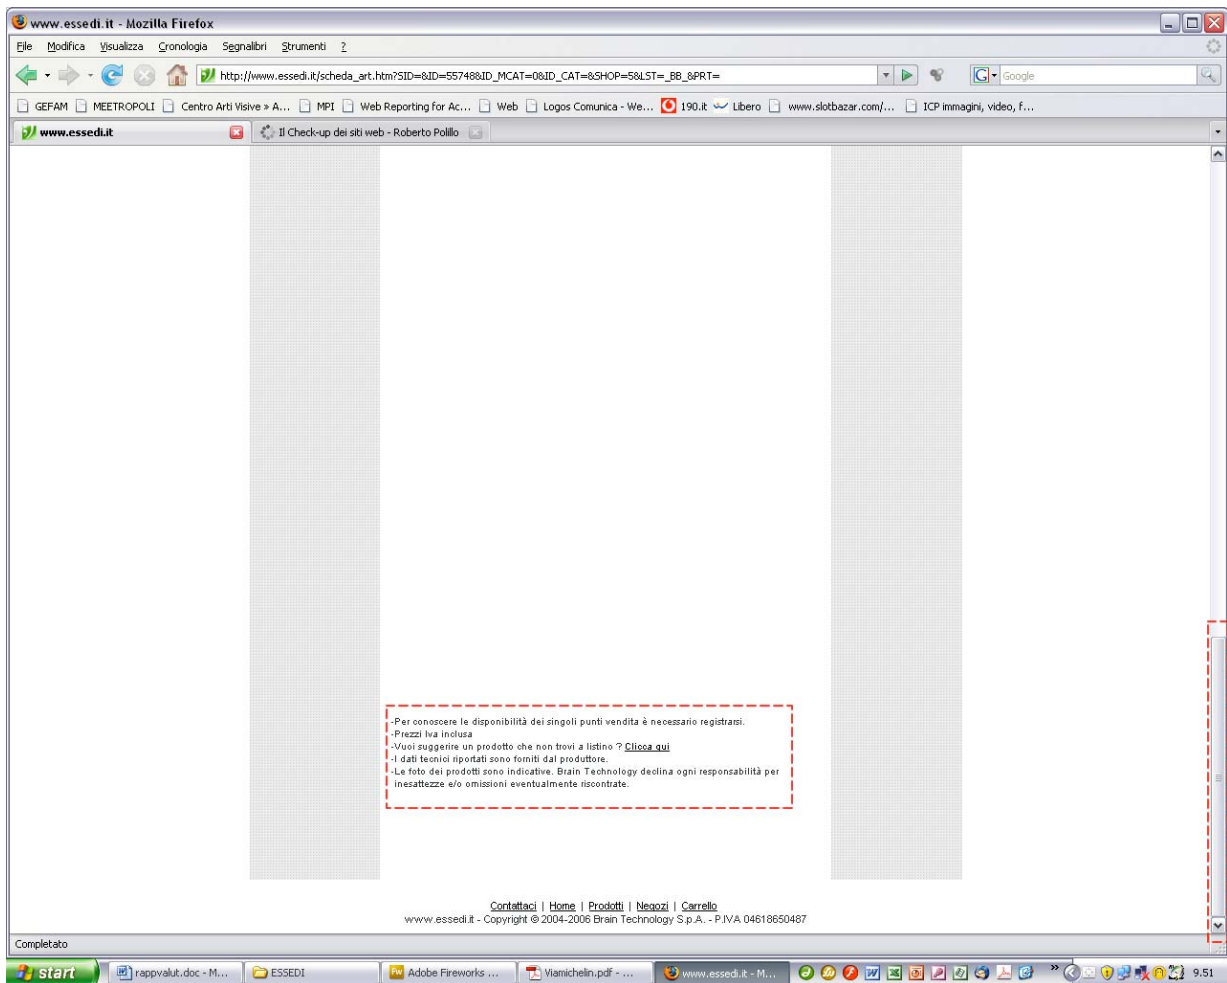 www.essedi.it - Mozilla Firefox
File Modifica Visualizza Cronologia Segnalibri Strumenti ?
http://www.essedi.it/scheda_art.htm?SID=&ID=55748&ID_MCAT=0&ID_CAT=&SHOP=5&LST=_BB_&PRT= G Google
GEFAM MEETROPOLI Centro Arti Visive » A... MPI Web Reporting for Ac... Web Logos Comunica - We... 190.it Libero www.slotbazar.com/... ICP immagini, video, f...
www.essedi.it Il Check-up dei siti web - Roberto Polillo
-Per conoscere le disponibilità dei singoli punti vendita è necessario registrarsi.
-Prezzi Iva inclusa
-Vuoi suggerire un prodotto che non trovi a listino ? Clicca qui
-I dati tecnici riportati sono forniti dal produttore.
-Le foto dei prodotti sono indicative. Brain Technology declina ogni responsabilità per
inesattezze e/o omissioni eventualmente riscontrate.
Contattaci | Home | Prodotti | Negozi | Carrello
www.essedi.it - Copyright © 2004-2006 Brain Technology S.p.A. - P.IVA 04618650487
Completato
start rappvalut.doc - M... ESSEDI Adobe Fireworks ... Viamichelin.pdf - ... www.essedi.it - M... » 9.51